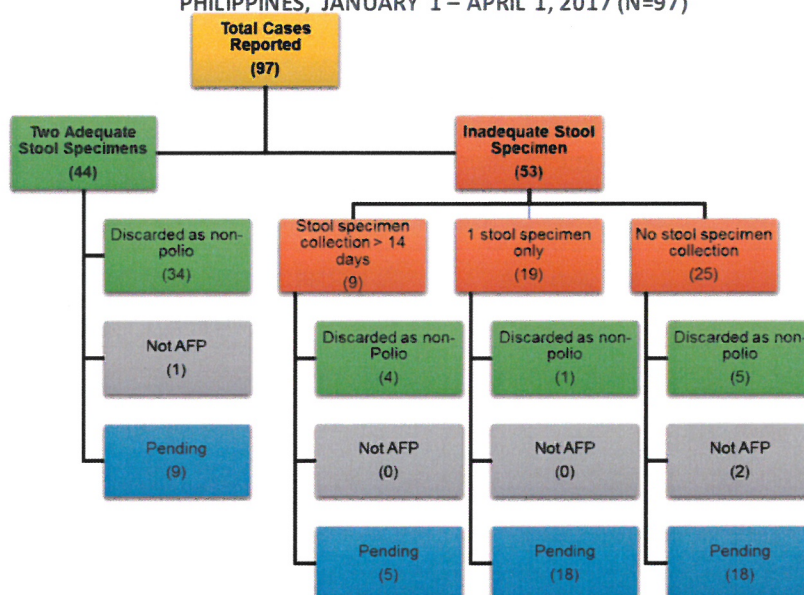 PHILIPPINES, JANUARY 1 – APRIL 1, 2017 (N=97)
Total Cases
Reported
(97)
Two Adequate
Stool Specimens
(44)
Inadequate Stool
Specimen
(53)
Discarded as non-
polio
(34)
Not AFP
(1)
Pending
(9)
Stool specimen
collection > 14
days
(9)
Discarded as non-
Polio
(4)
Not AFP
(0)
Pending
(5)
1 stool specimen
only
(19)
Discarded as non-
polio
(1)
Not AFP
(0)
Pending
(18)
No stool specimen
collection
(25)
Discarded as non-
polio
(5)
Not AFP
(2)
Pending
(18)